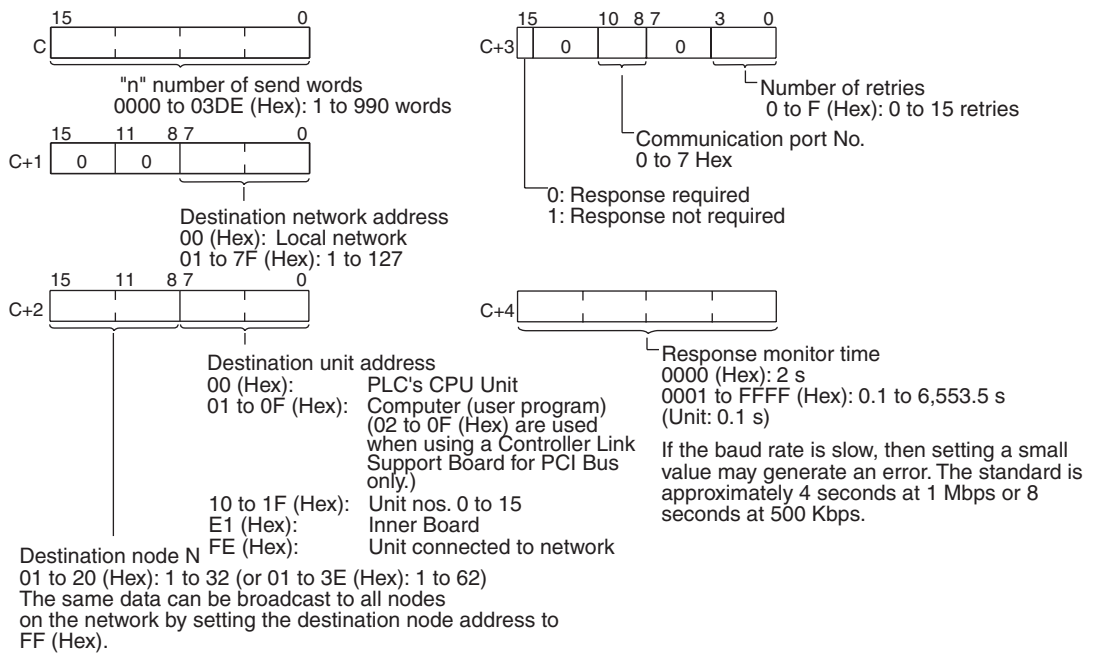 15 0
C
"n" number of send words
0000 to 03DE (Hex): 1 to 990 words
15 11 8 7 0
C+1 0 0
Destination network address
00 (Hex): Local network
01 to 7F (Hex): 1 to 127
15 11 8 7 0
C+2
Destination unit address
00 (Hex): PLC's CPU Unit
01 to 0F (Hex): Computer (user program)
(02 to 0F (Hex) are used
when using a Controller Link
Support Board for PCI Bus
only.)
10 to 1F (Hex): Unit nos. 0 to 15
E1 (Hex): Inner Board
FE (Hex): Unit connected to network
Destination node N
01 to 20 (Hex): 1 to 32 (or 01 to 3E (Hex): 1 to 62)
The same data can be broadcast to all nodes
on the network by setting the destination node address to
FF (Hex).
15 10 8 7 3 0
C+3 0 0
Number of retries
0 to F (Hex): 0 to 15 retries
Communication port No.
0 to 7 Hex
0: Response required
1: Response not required
C+4
Response monitor time
0000 (Hex): 2 s
0001 to FFFF (Hex): 0.1 to 6,553.5 s
(Unit: 0.1 s)
If the baud rate is slow, then setting a small
value may generate an error. The standard is
approximately 4 seconds at 1 Mbps or 8
seconds at 500 Kbps.